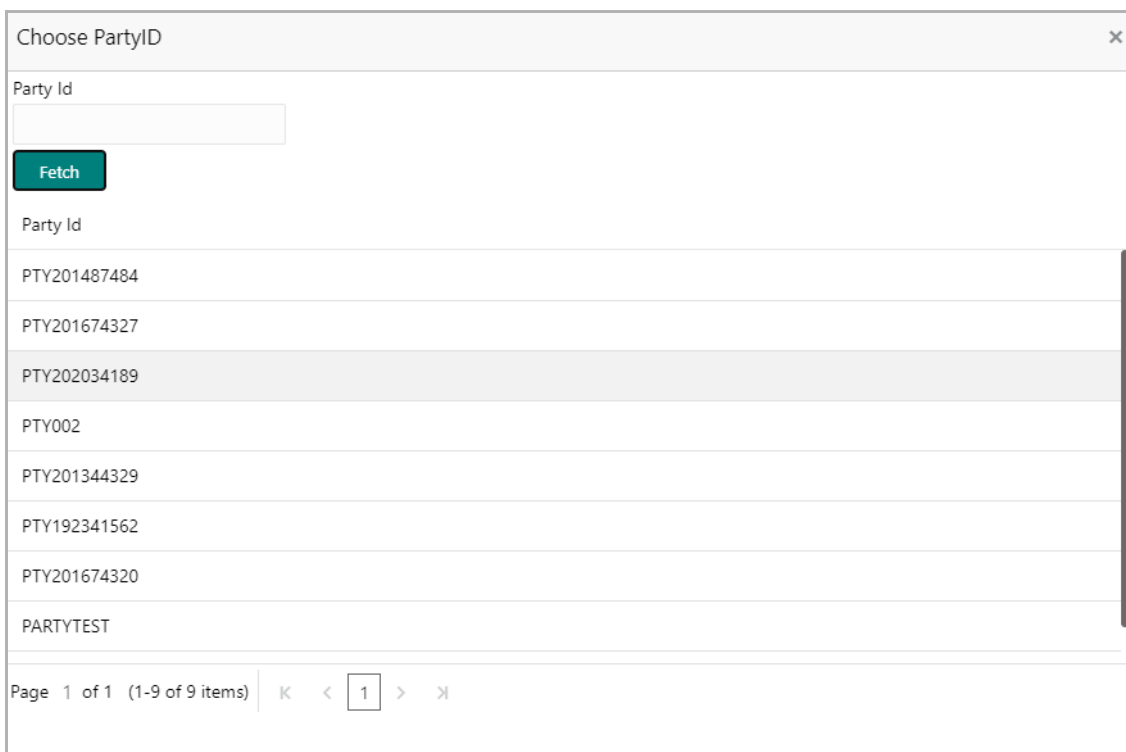 Choose PartyID ×
Party Id
Fetch
Party Id
PTY201487484
PTY201674327
PTY202034189
PTY002
PTY201344329
PTY192341562
PTY201674320
PARTYTEST
Page 1 of 1 (1-9 of 9 items) 1